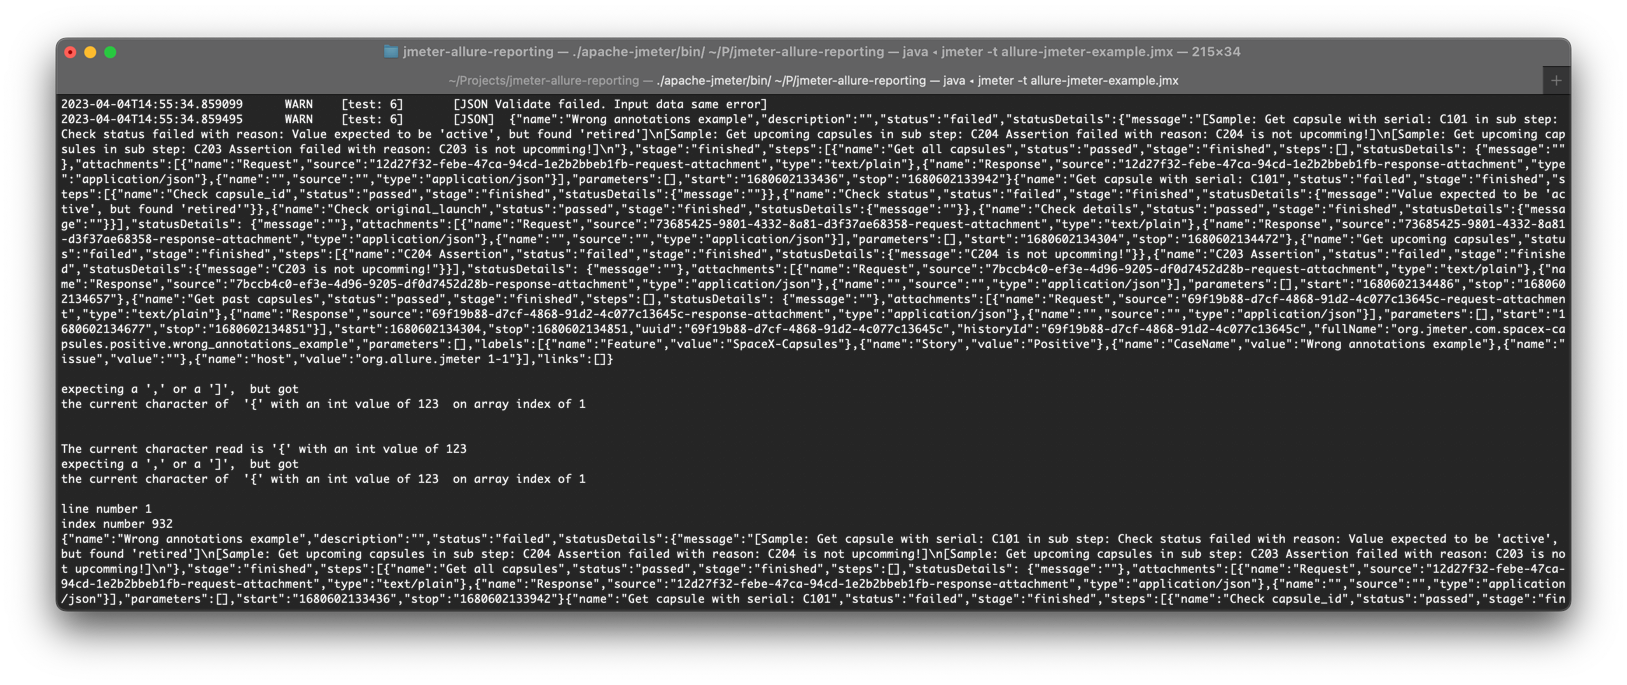 jmeter-allure-reporting — ./apache-jmeter/bin/ ~/P/jmeter-allure-reporting — java ◂ jmeter -t allure-jmeter-example.jmx — 215×34
~/Projects/jmeter-allure-reporting — ./apache-jmeter/bin/ ~/P/jmeter-allure-reporting — java ◂ jmeter -t allure-jmeter-example.jmx
2023-04-04T14:55:34.859099      WARN    [test: 6]       [JSON Validate failed. Input data same error]
2023-04-04T14:55:34.859495      WARN    [test: 6]       [JSON]  {"name":"Wrong annotations example","description":"","status":"failed","statusDetails":{"message":"[Sample: Get capsule with serial: C101 in sub step:
Check status failed with reason: Value expected to be 'active', but found 'retired']\n[Sample: Get upcoming capsules in sub step: C204 Assertion failed with reason: C204 is not upcomming!]\n[Sample: Get upcoming cap
sules in sub step: C203 Assertion failed with reason: C203 is not upcomming!]\n"},"stage":"finished","steps":[{"name":"Get all capsules","status":"passed","stage":"finished","steps":[],"statusDetails": {"message":""
},"attachments":[{"name":"Request","source":"12d27f32-febe-47ca-94cd-1e2b2bbeb1fb-request-attachment","type":"text/plain"},{"name":"Response","source":"12d27f32-febe-47ca-94cd-1e2b2bbeb1fb-response-attachment","type
":"application/json"},{"name":"","source":"","type":"application/json"}],"parameters":[],"start":"1680602133436","stop":"1680602133942"}{"name":"Get capsule with serial: C101","status":"failed","stage":"finished","s
teps":[{"name":"Check capsule_id","status":"passed","stage":"finished","statusDetails":{"message":""}},{"name":"Check status","status":"failed","stage":"finished","statusDetails":{"message":"Value expected to be 'ac
tive', but found 'retired'"}},{"name":"Check original_launch","status":"passed","stage":"finished","statusDetails":{"message":""}},{"name":"Check details","status":"passed","stage":"finished","statusDetails":{"messa
ge":""}}],"statusDetails": {"message":""},"attachments":[{"name":"Request","source":"73685425-9801-4332-8a81-d3f37ae68358-request-attachment","type":"text/plain"},{"name":"Response","source":"73685425-9801-4332-8a81
-d3f37ae68358-response-attachment","type":"application/json"},{"name":"","source":"","type":"application/json"}],"parameters":[],"start":"1680602134304","stop":"1680602134472"},{"name":"Get upcoming capsules","statu
s":"failed","stage":"finished","steps":[{"name":"C204 Assertion","status":"failed","stage":"finished","statusDetails":{"message":"C204 is not upcomming!"}},{"name":"C203 Assertion","status":"failed","stage":"finishe
d","statusDetails":{"message":"C203 is not upcomming!"}}],"statusDetails": {"message":""},"attachments":[{"name":"Request","source":"7bccb4c0-ef3e-4d96-9205-df0d7452d28b-request-attachment","type":"text/plain"},{"na
me":"Response","source":"7bccb4c0-ef3e-4d96-9205-df0d7452d28b-response-attachment","type":"application/json"},{"name":"","source":"","type":"application/json"}],"parameters":[],"start":"1680602134486","stop":"168060
2134657"},{"name":"Get past capsules","status":"passed","stage":"finished","steps":[],"statusDetails": {"message":""},"attachments":[{"name":"Request","source":"69f19b88-d7cf-4868-91d2-4c077c13645c-request-attachmen
t","type":"text/plain"},{"name":"Response","source":"69f19b88-d7cf-4868-91d2-4c077c13645c-response-attachment","type":"application/json"},{"name":"","source":"","type":"application/json"}],"parameters":[],"start":"1
680602134677","stop":"1680602134851"}],"start":1680602134304,"stop":1680602134851,"uuid":"69f19b88-d7cf-4868-91d2-4c077c13645c","historyId":"69f19b88-d7cf-4868-91d2-4c077c13645c","fullName":"org.jmeter.com.spacex-ca
psules.positive.wrong_annotations_example","parameters":[],"labels":[{"name":"Feature","value":"SpaceX-Capsules"},{"name":"Story","value":"Positive"},{"name":"CaseName","value":"Wrong annotations example"},{"name":"
issue","value":""},{"name":"host","value":"org.allure.jmeter 1-1"}],"links":[]}
expecting a ',' or a ']',  but got
the current character of  '{' with an int value of 123  on array index of 1
The current character read is '{' with an int value of 123
expecting a ',' or a ']',  but got
the current character of  '{' with an int value of 123  on array index of 1
line number 1
index number 932
{"name":"Wrong annotations example","description":"","status":"failed","statusDetails":{"message":"[Sample: Get capsule with serial: C101 in sub step: Check status failed with reason: Value expected to be 'active',
but found 'retired']\n[Sample: Get upcoming capsules in sub step: C204 Assertion failed with reason: C204 is not upcomming!]\n[Sample: Get upcoming capsules in sub step: C203 Assertion failed with reason: C203 is no
t upcomming!]\n"},"stage":"finished","steps":[{"name":"Get all capsules","status":"passed","stage":"finished","steps":[],"statusDetails": {"message":""},"attachments":[{"name":"Request","source":"12d27f32-febe-47ca-
94cd-1e2b2bbeb1fb-request-attachment","type":"text/plain"},{"name":"Response","source":"12d27f32-febe-47ca-94cd-1e2b2bbeb1fb-response-attachment","type":"application/json"},{"name":"","source":"","type":"application
/json"}],"parameters":[],"start":"1680602133436","stop":"1680602133942"}{"name":"Get capsule with serial: C101","status":"failed","stage":"finished","steps":[{"name":"Check capsule_id","status":"passed","stage":"fin